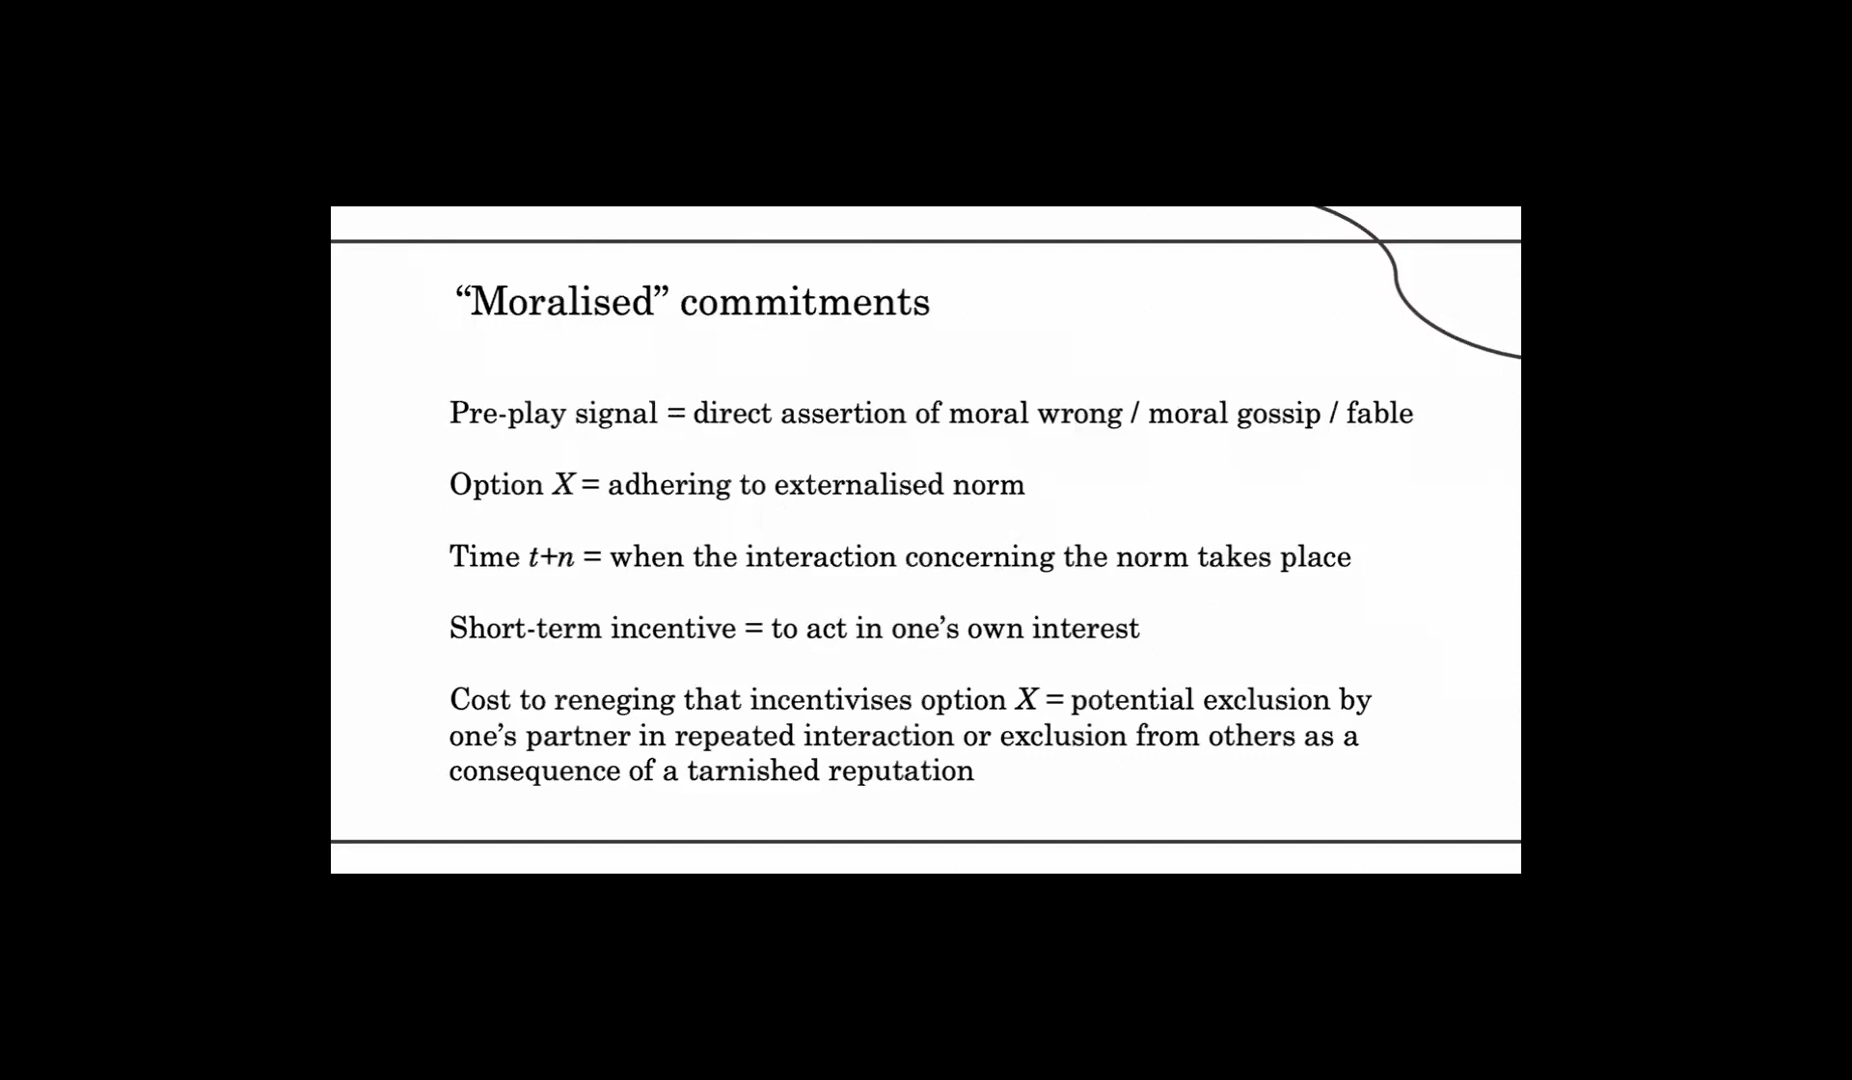 “Moralised” commitments
Pre-play signal = direct assertion of moral wrong / moral gossip / fable
Option X = adhering to externalised norm
Time t+n = when the interaction concerning the norm takes place
Short-term incentive = to act in one’s own interest
Cost to reneging that incentivises option X = potential exclusion by
one’s partner in repeated interaction or exclusion from others as a
consequence of a tarnished reputation